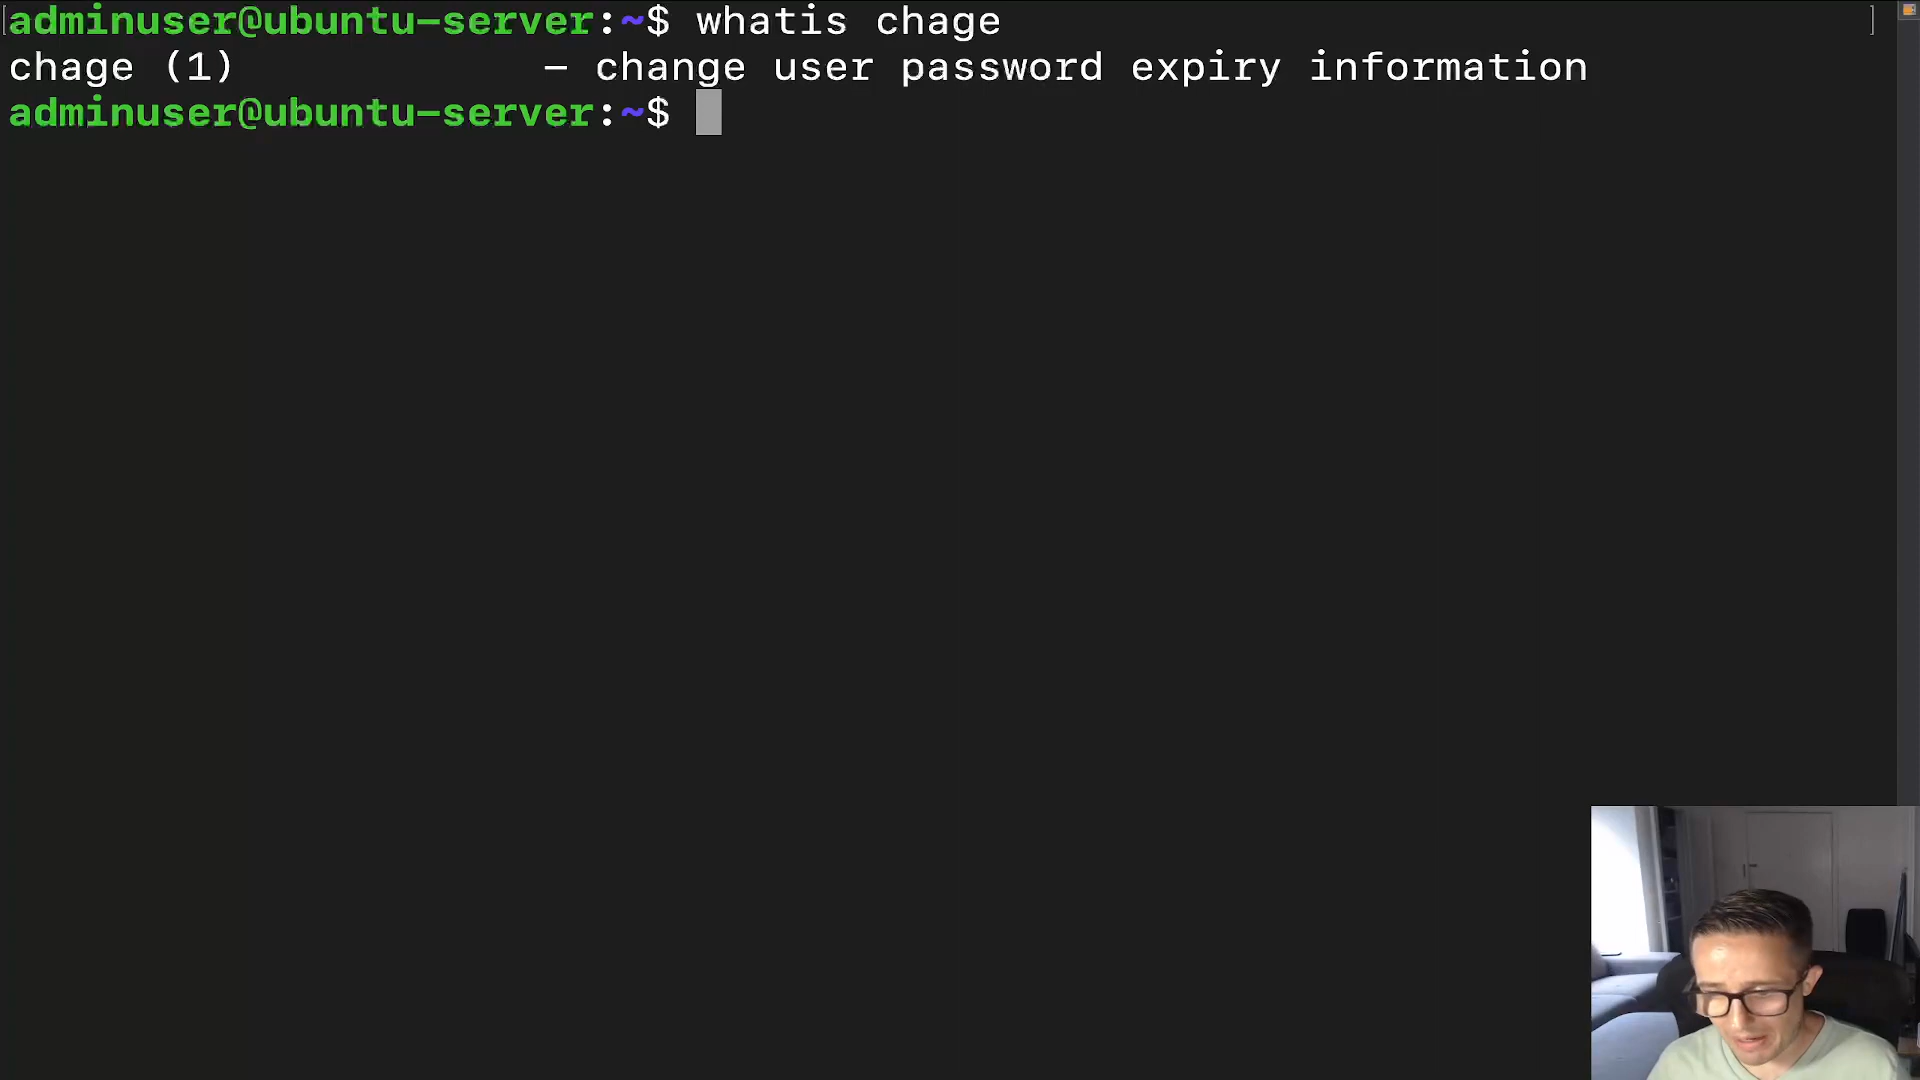 adminuser@ubuntu-server:~$ whatis chage
chage (1)            - change user password expiry information
adminuser@ubuntu-server:~$